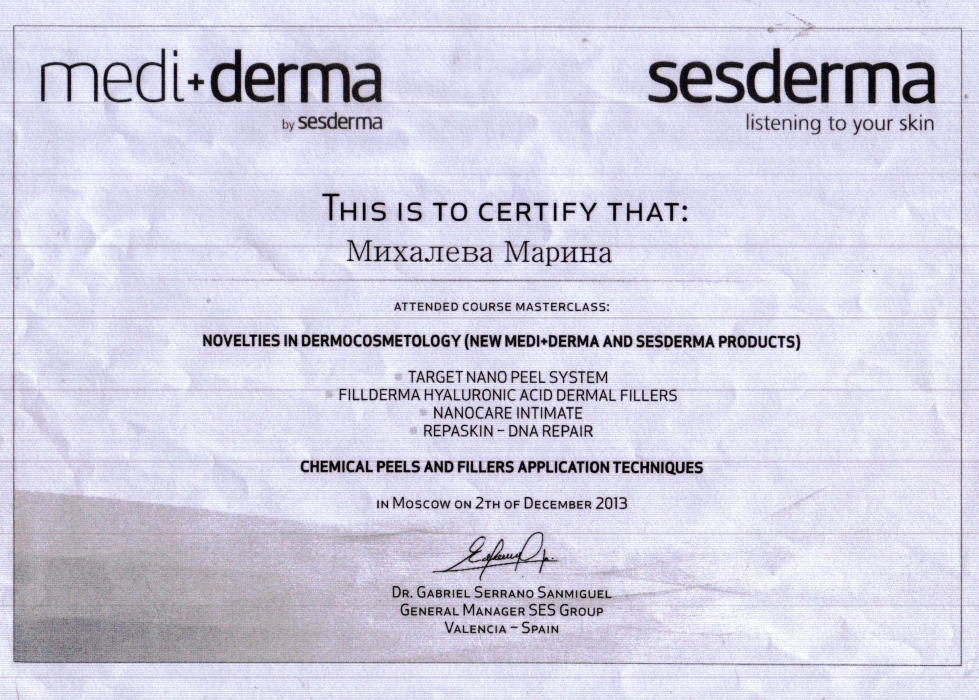 medi+derma
by sesderma
sesderma
listening to your skin
THIS IS TO CERTIFY THAT:
Михалева Марина
ATTENDED COURSE MASTERCLASS:
NOVELTIES IN DERMOCOSMETOLOGY (NEW MEDI+DERMA AND SESDERMA PRODUCTS)
TARGET NANO PEEL SYSTEM
FILLDERMA HYALURONIC ACID DERMAL FILLERS
NANOCARE INTIMATE
REPASKIN – DNA REPAIR
CHEMICAL PEELS AND FILLERS APPLICATION TECHNIQUES
IN MOSCOW ON 2TH OF DECEMBER 2013
DR. GABRIEL SERRANO SANMIGUEL
GENERAL MANAGER SES GROUP
VALENCIA – SPAIN